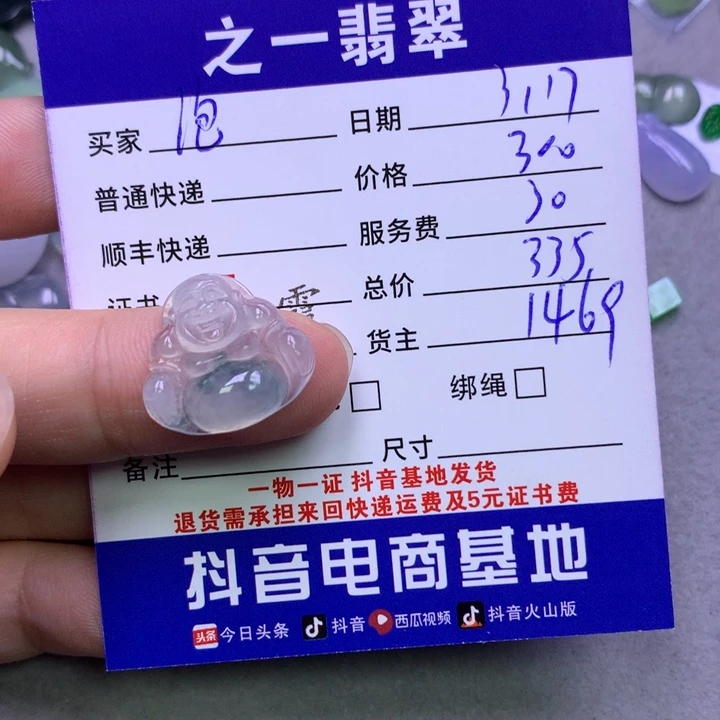 之一翡翠
买家 包 日期 3,17
普通快递 价格 300
顺丰快递 服务费 30
证书 需 总价 335
货主 1469
绑绳
备注 尺寸
一物一证 抖音基地发货
退货需承担来回快递运费及5元证书费
抖音电商基地
头条 今日头条 抖音 西瓜视频 抖音火山版